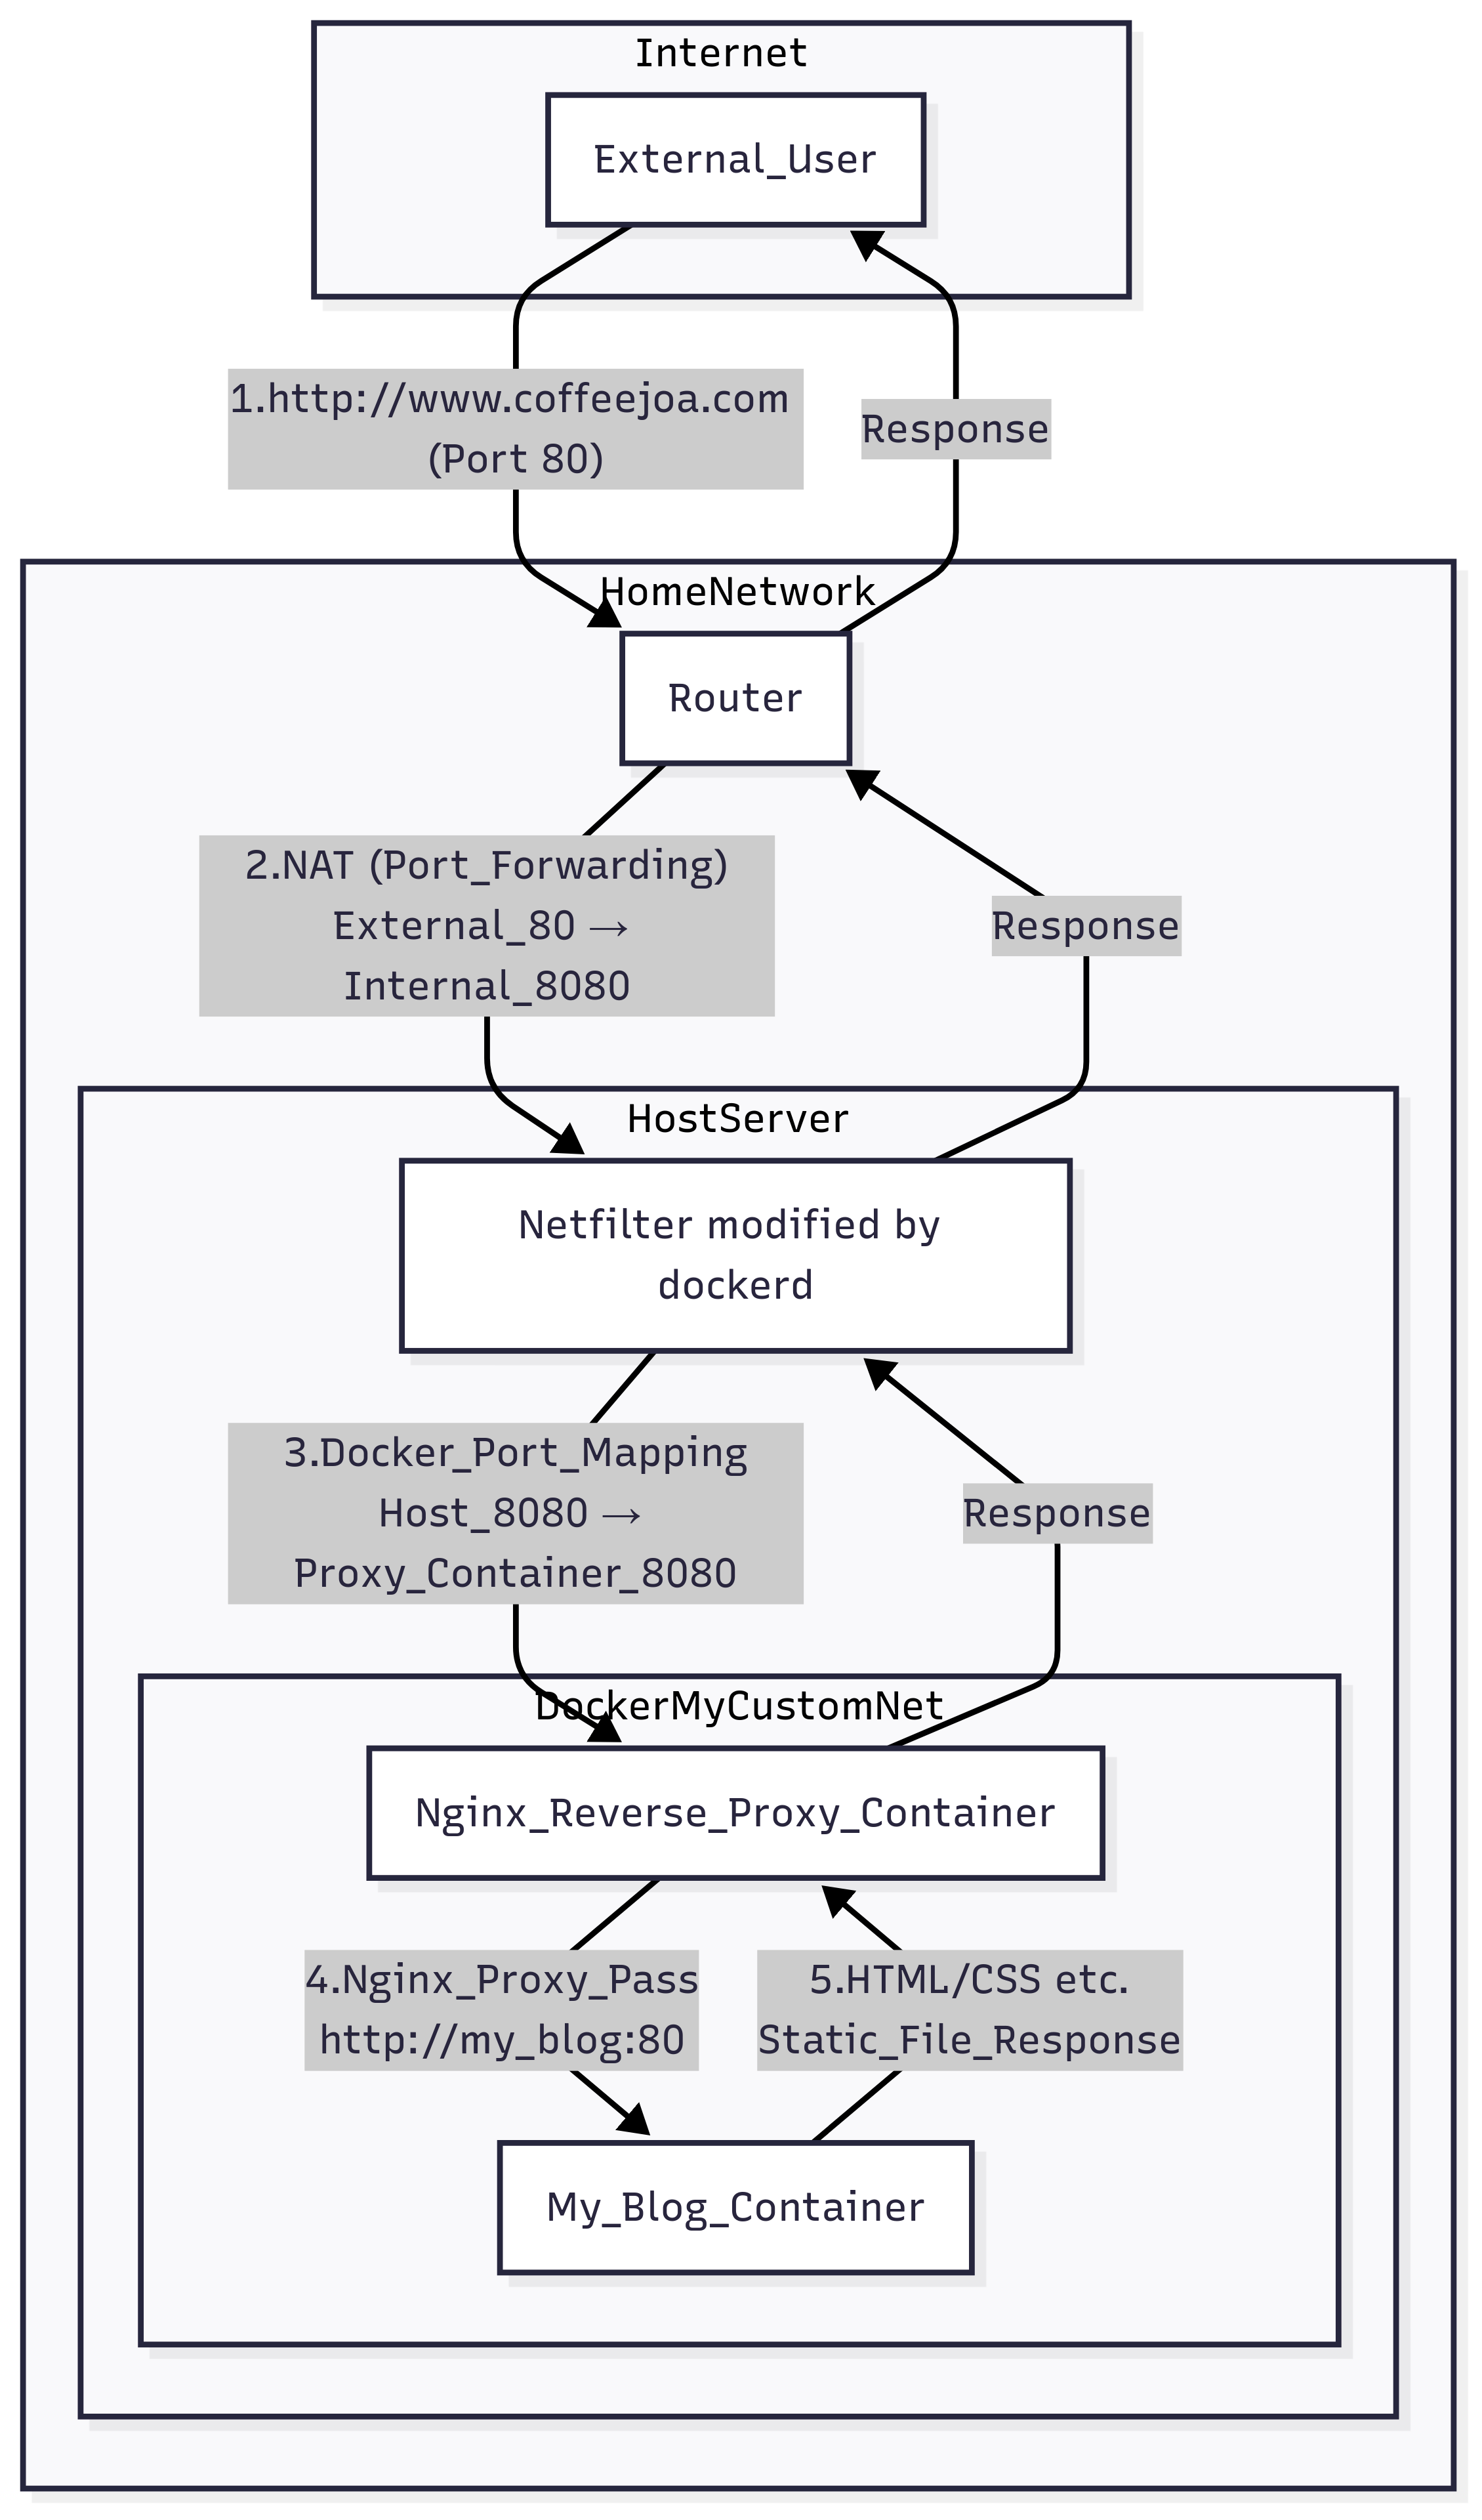 Internet
External_User
1.http://www.coffeejoa.com
(Port 80)
Response
HomeNetwork
Router
2.NAT (Port_Forwarding)
External_80 →
Internal_8080
Response
HostServer
Netfilter modified by
dockerd
3.Docker_Port_Mapping
Host_8080 →
Proxy_Container_8080
Response
DockerMyCustomNet
Nginx_Reverse_Proxy_Container
4.Nginx_Proxy_Pass
http://my_blog:80
5.HTML/CSS etc.
Static_File_Response
My_Blog_Container